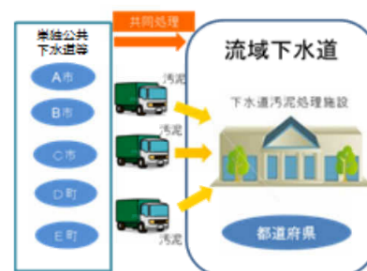 単独公共
下水道等
共同処理
流域下水道
A市
B市
C市
D町
E町
汚泥
汚泥
汚泥
下水道汚泥処理施設
都道府県